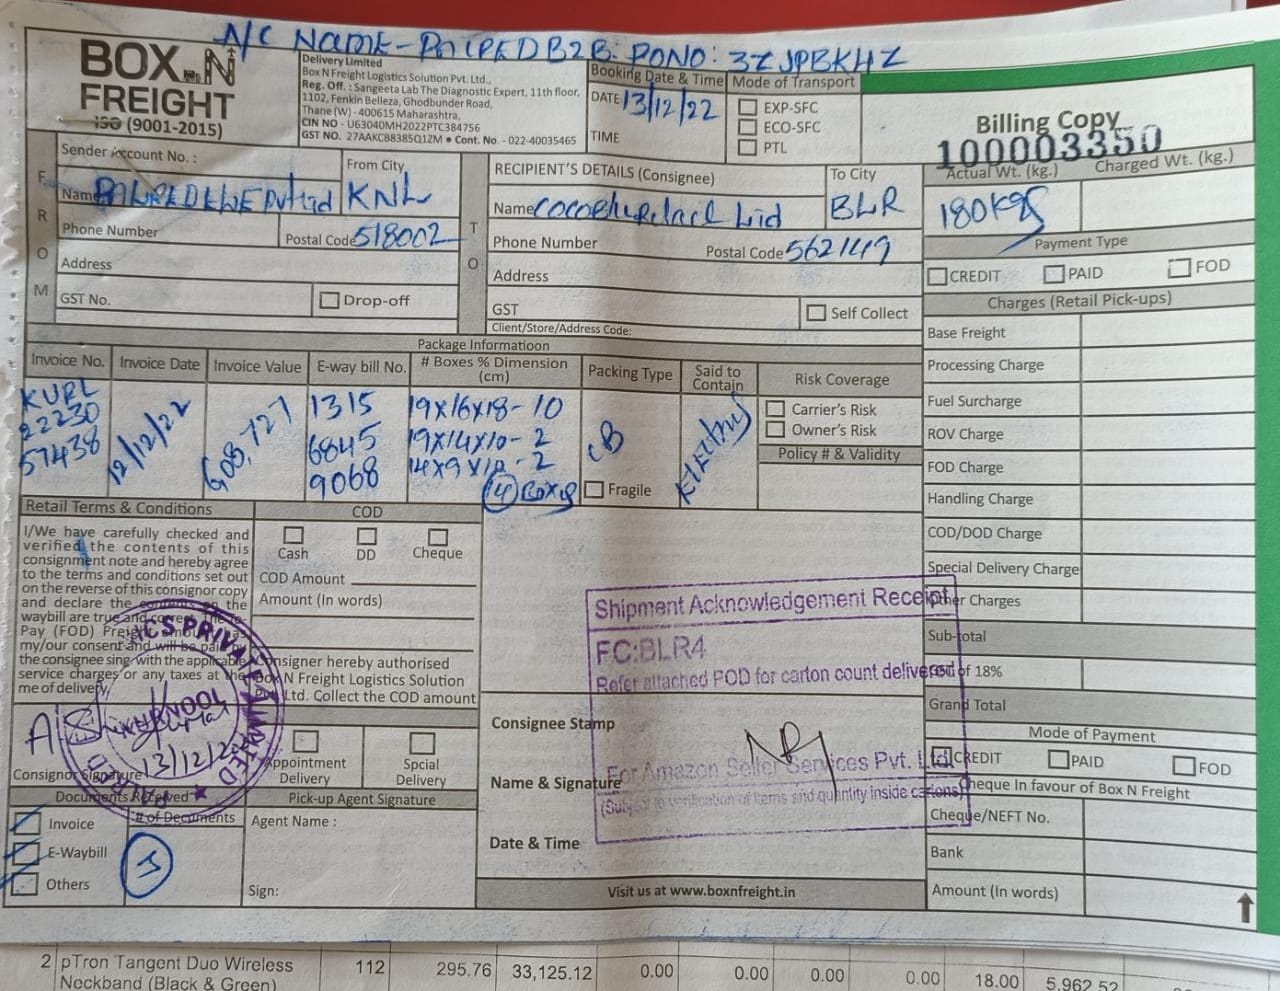 A/C NAME - PALRED B2B. PONO: 3ZJPBKHZ
BOX N
FREIGHT
ISO (9001-2015)
Delivery Limited
Box N Freight Logistics Solution Pvt. Ltd.,
Reg. Off. : Sangeeta Lab The Diagnostic Expert, 11th floor,
1102, Fenkin Belleza, Ghodbunder Road,
Thane (W) - 400615 Maharashtra,
CIN NO - U63040MH2022PTC384756
GST NO. 27AAKCB8385Q1ZM • Cont. No. - 022-40035465
Booking Date & Time
DATE 13/12/22
TIME
Mode of Transport
EXP-SFC
ECO-SFC
PTL
Billing Copy
100003350
Sender Account No. :
From City
KNL
Name
Phone Number
Postal Code 518002
Address
GST No.
Drop-off
FROM
TO
RECIPIENT'S DETAILS (Consignee)
To City
BLR
Name
Ltd
Phone Number
Postal Code 562149
Address
GST
Self Collect
Client/Store/Address Code:
Actual Wt. (kg.)
180kgs
Charged Wt. (kg.)
Payment Type
CREDIT
PAID
FOD
Charges (Retail Pick-ups)
Base Freight
Processing Charge
Fuel Surcharge
ROV Charge
FOD Charge
Handling Charge
COD/DOD Charge
Special Delivery Charge
Other Charges
Sub-total
of 18%
Grand Total
Mode of Payment
CREDIT
PAID
FOD
Cheque In favour of Box N Freight
Cheque/NEFT No.
Bank
Amount (In words)
Package Informatioon
Invoice No.
Invoice Date
Invoice Value
E-way bill No.
# Boxes % Dimension
(cm)
Packing Type
Said to
Contain
Risk Coverage
KURL
22230
57438
12/12/22
608,727
1315
6845
9068
19x16x18-10
19x14x10-2
14x9x12-2
Boxes
CB
Fragile
Carrier's Risk
Owner's Risk
Policy # & Validity
Retail Terms & Conditions
I/We have carefully checked and
verified the contents of this
consignment note and hereby agree
to the terms and conditions set out
on the reverse of this consignor copy
and declare the contents on the
waybill are true and correct.
Pay (FOD) Freight
my/our consent and will be paid
the consignee sing with the applicable
service charges or any taxes at the
me of delivery.
COD
Cash
DD
Cheque
COD Amount
Amount (In words)
Consigner hereby authorised
Box N Freight Logistics Solution
Pvt. Ltd. Collect the COD amount
PRIVATE LIMITED
KURNOOL
13/12/22
Consignor Signature
Appointment
Delivery
Spcial
Delivery
Documents Received
# of Documents
Invoice
E-Waybill
Others
Pick-up Agent Signature
Agent Name :
Sign:
Shipment Acknowledgement Receipt
FC:BLR4
Refer attached POD for carton count delivered
For Amazon Seller Services Pvt. Ltd
(Subject to verification of items and quantity inside cartons)
Consignee Stamp
Name & Signature
Date & Time
Visit us at www.boxnfreight.in
2 pTron Tangent Duo Wireless 112 295.76 33,125.12 0.00 0.00 0.00 0.00 18.00 5,962.52
Neckband (Black & Green)